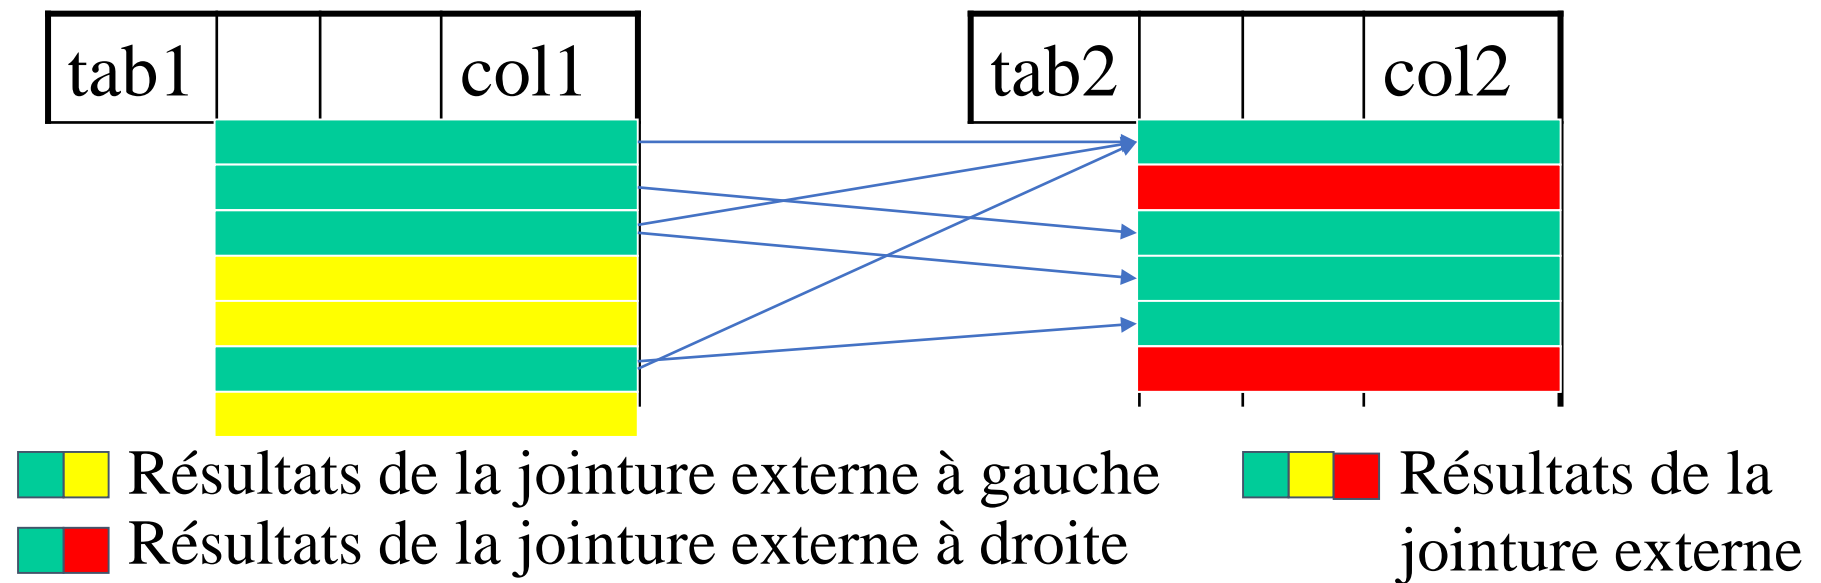 tab1 col1 tab2 col2
Résultats de la jointure externe à gauche
Résultats de la jointure externe à droite
Résultats de la
jointure externe